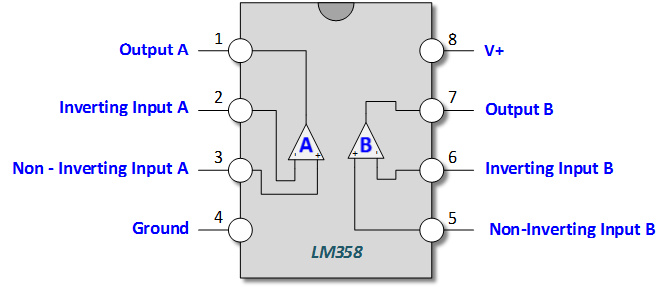 Output A 1
Inverting Input A 2
Non - Inverting Input A 3
Ground 4
8 V+
7 Output B
6 Inverting Input B
5 Non-Inverting Input B
A
- +
B
+ -
LM358